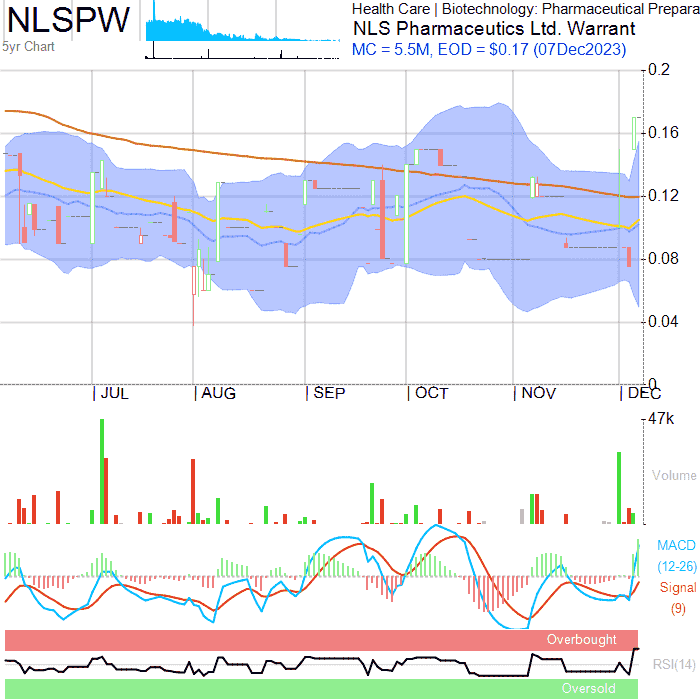 NLSPW
5yr Chart
Health Care | Biotechnology: Pharmaceutical Prepara
NLS Pharmaceutics Ltd. Warrant
MC = 5.5M, EOD = $0.17 (07Dec2023)
0.2
0.16
0.12
0.08
0.04
0
JUL AUG SEP OCT NOV DEC
47k
Volume
MACD
(12-26)
Signal
(9)
Overbought
RSI(14)
Oversold